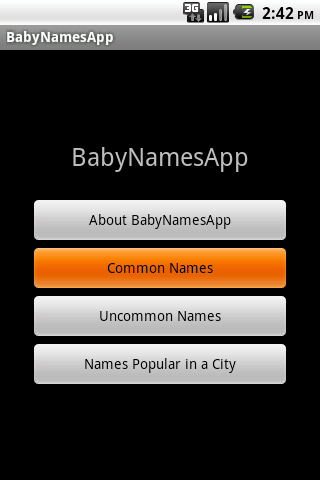 3G 2:42 PM
BabyNamesApp
BabyNamesApp
About BabyNamesApp
Common Names
Uncommon Names
Names Popular in a City